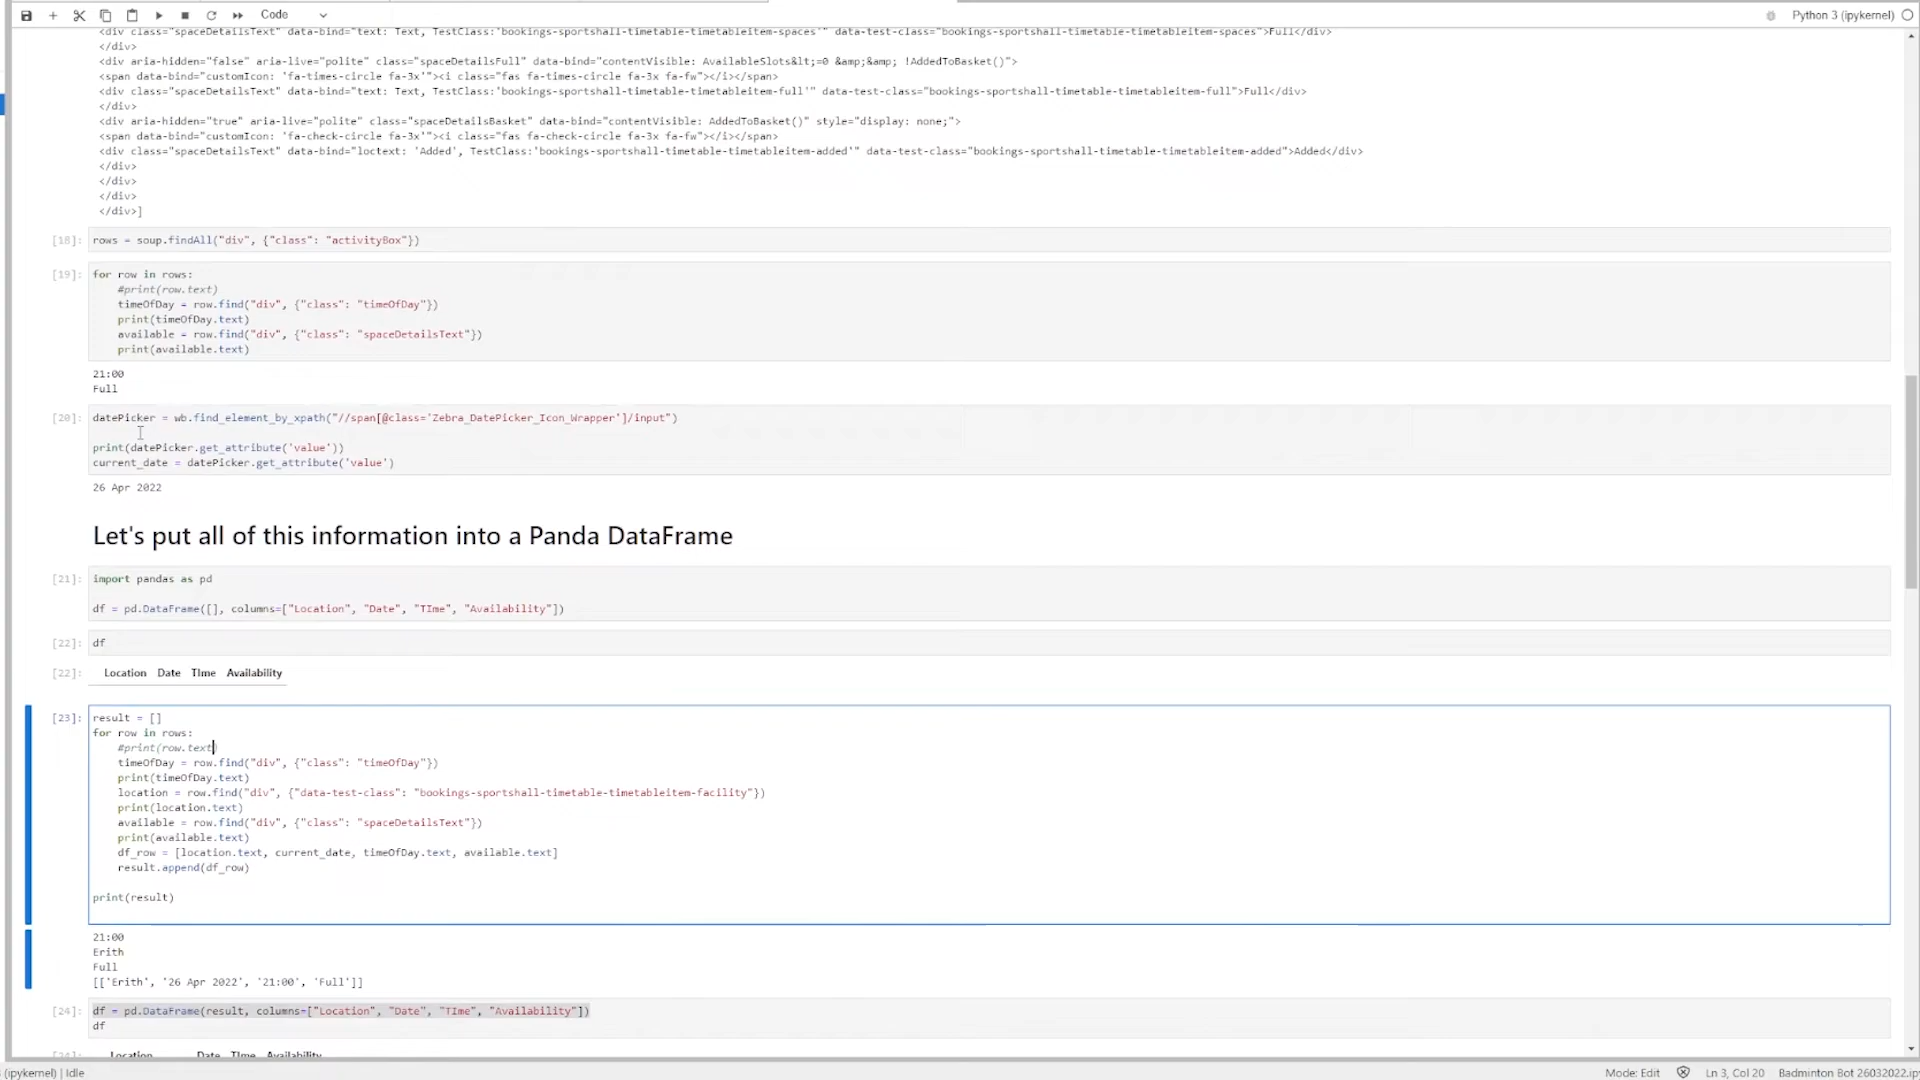 Code
Python 3 (ipykernel)
<div class="spaceDetailsText" data-bind="text: Text, TestClass:'bookings-sportshall-timetable-timetableitem-spaces'" data-test-class="bookings-sportshall-timetable-timetableitem-spaces">Full</div>
</div>
<div aria-hidden="false" aria-live="polite" class="spaceDetailsFull" data-bind="contentVisible: AvailableSlots&lt;=0 &amp;&amp; !AddedToBasket()">
<span data-bind="customIcon: 'fa-times-circle fa-3x'"><i class="fas fa-times-circle fa-3x fa-fw"></i></span>
<div class="spaceDetailsText" data-bind="text: Text, TestClass:'bookings-sportshall-timetable-timetableitem-full'" data-test-class="bookings-sportshall-timetable-timetableitem-full">Full</div>
</div>
<div aria-hidden="true" aria-live="polite" class="spaceDetailsBasket" data-bind="contentVisible: AddedToBasket()" style="display: none;">
<span data-bind="customIcon: 'fa-check-circle fa-3x'"><i class="fas fa-check-circle fa-3x fa-fw"></i></span>
<div class="spaceDetailsText" data-bind="loctext: 'Added', TestClass:'bookings-sportshall-timetable-timetableitem-added'" data-test-class="bookings-sportshall-timetable-timetableitem-added">Added</div>
</div>
</div>
</div>
</div>]
[18]: rows = soup.findAll("div", {"class": "activityBox"})
[19]: for row in rows:
#print(row.text)
timeOfDay = row.find("div", {"class": "timeOfDay"})
print(timeOfDay.text)
available = row.find("div", {"class": "spaceDetailsText"})
print(available.text)
21:00
Full
[20]: datePicker = wb.find_element_by_xpath("//span[@class='Zebra_DatePicker_Icon_Wrapper']/input")
print(datePicker.get_attribute('value'))
current_date = datePicker.get_attribute('value')
26 Apr 2022
Let's put all of this information into a Panda DataFrame
[21]: import pandas as pd
df = pd.DataFrame([], columns=["Location", "Date", "TIme", "Availability"])
[22]: df
[22]: Location Date TIme Availability
[23]: result = []
for row in rows:
#print(row.text)
timeOfDay = row.find("div", {"class": "timeOfDay"})
print(timeOfDay.text)
location = row.find("div", {"data-test-class": "bookings-sportshall-timetable-timetableitem-facility"})
print(location.text)
available = row.find("div", {"class": "spaceDetailsText"})
print(available.text)
df_row = [location.text, current_date, timeOfDay.text, available.text]
result.append(df_row)
print(result)
21:00
Erith
Full
[['Erith', '26 Apr 2022', '21:00', 'Full']]
[24]: df = pd.DataFrame(result, columns=["Location", "Date", "TIme", "Availability"])
df
[24]: Location Date TIme Availability
(ipykernel) | Idle
Mode: Edit
Ln 3, Col 20
Badminton Bot 26032022.ip